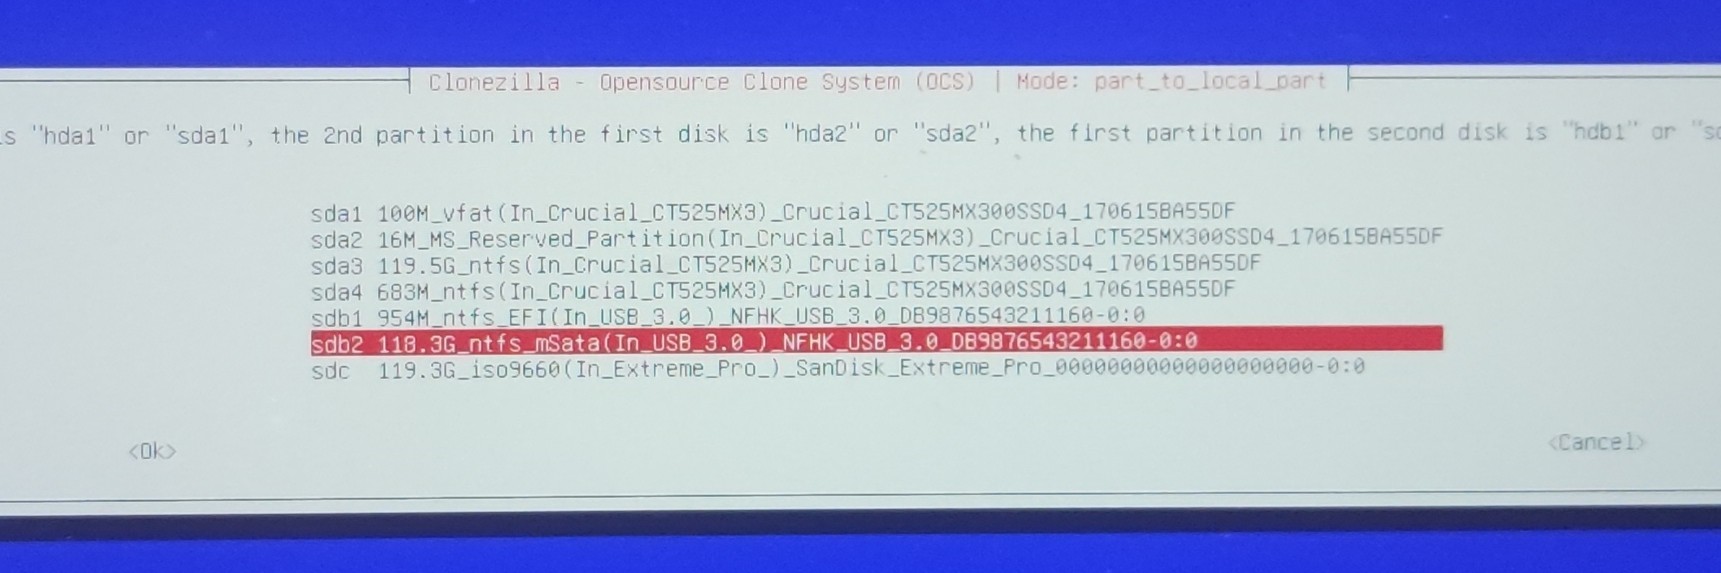 Clonezilla - Opensource Clone System (OCS) | Mode: part_to_local_part
"hda1" or "sda1", the 2nd partition in the first disk is "hda2" or "sda2", the first partition in the second disk is "hdb1" or
sda1 100M_vfat(In_Crucial_CT525MX3)_Crucial_CT525MX300SSD4_170615BA55DF
sda2 16M_MS_Reserved_Partition(In_Crucial_CT525MX3)_Crucial_CT525MX300SSD4_170615BA55DF
sda3 119.5G_ntfs(In_Crucial_CT525MX3)_Crucial_CT525MX300SSD4_170615BA55DF
sda4 683M_ntfs(In_Crucial_CT525MX3)_Crucial_CT525MX300SSD4_170615BA55DF
sdb1 954M_ntfs_EFI(In_USB_3.0_)_NFHK_USB_3.0_DB9876543211160-0:0
sdb2 118.3G_ntfs_mSata(In_USB_3.0_)_NFHK_USB_3.0_DB9876543211160-0:0
sdc 119.3G_iso9660(In_Extreme_Pro_)_SanDisk_Extreme_Pro_00000000000000000000-0:0
<Ok> <Cancel>